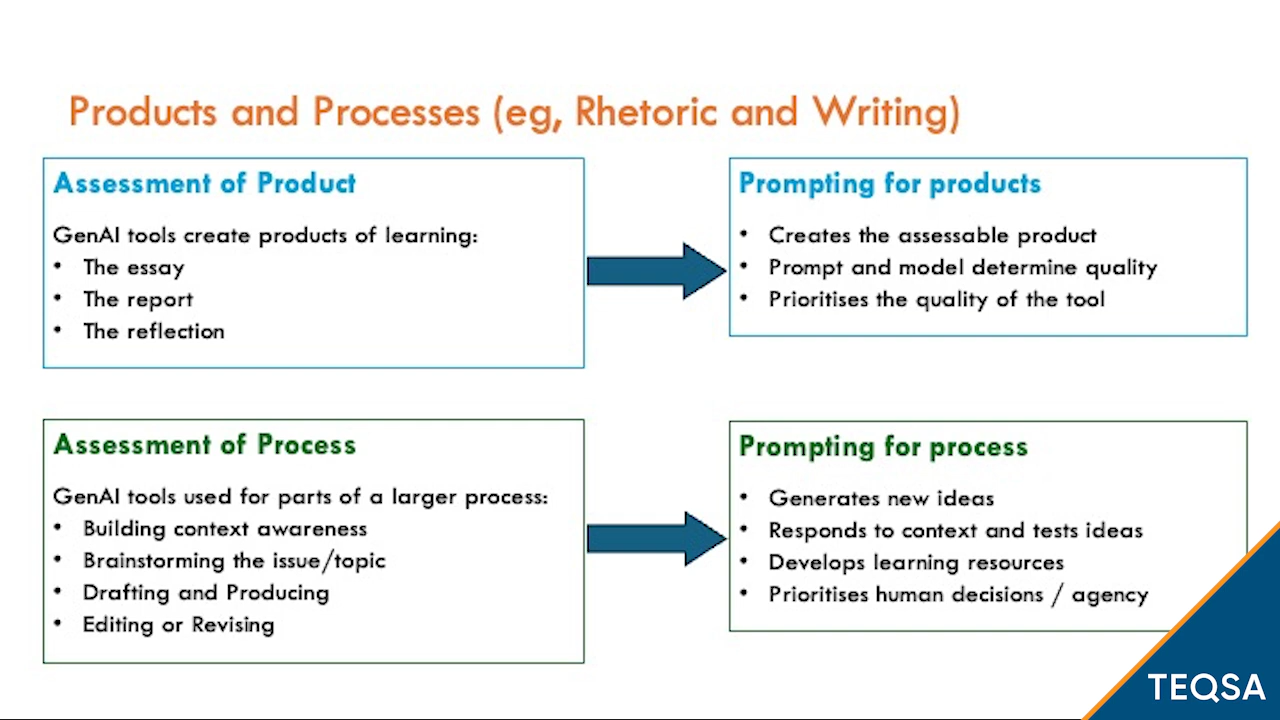 Products and Processes (eg, Rhetoric and Writing)
Assessment of Product
GenAI tools create products of learning:
• The essay
• The report
• The reflection
Prompting for products
• Creates the assessable product
• Prompt and model determine quality
• Prioritises the quality of the tool
Assessment of Process
GenAI tools used for parts of a larger process:
• Building context awareness
• Brainstorming the issue/topic
• Drafting and Producing
• Editing or Revising
Prompting for process
• Generates new ideas
• Responds to context and tests ideas
• Develops learning resources
• Prioritises human decisions / agency
TEQSA